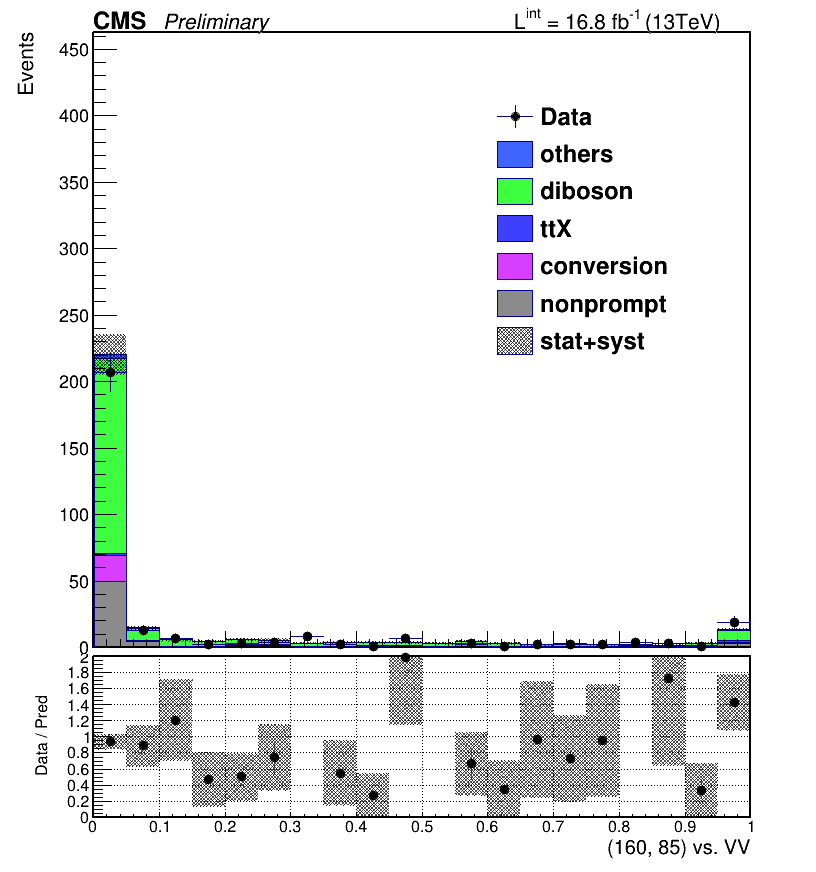 CMS Preliminary L^int = 16.8 fb^-1 (13TeV)
Events
450
400
350
300
250
200
150
100
50
0
Data
others
diboson
ttX
conversion
nonprompt
stat+syst
Data / Pred
2
1.8
1.6
1.4
1.2
1
0.8
0.6
0.4
0.2
0
0 0.1 0.2 0.3 0.4 0.5 0.6 0.7 0.8 0.9 1
(160, 85) vs. VV